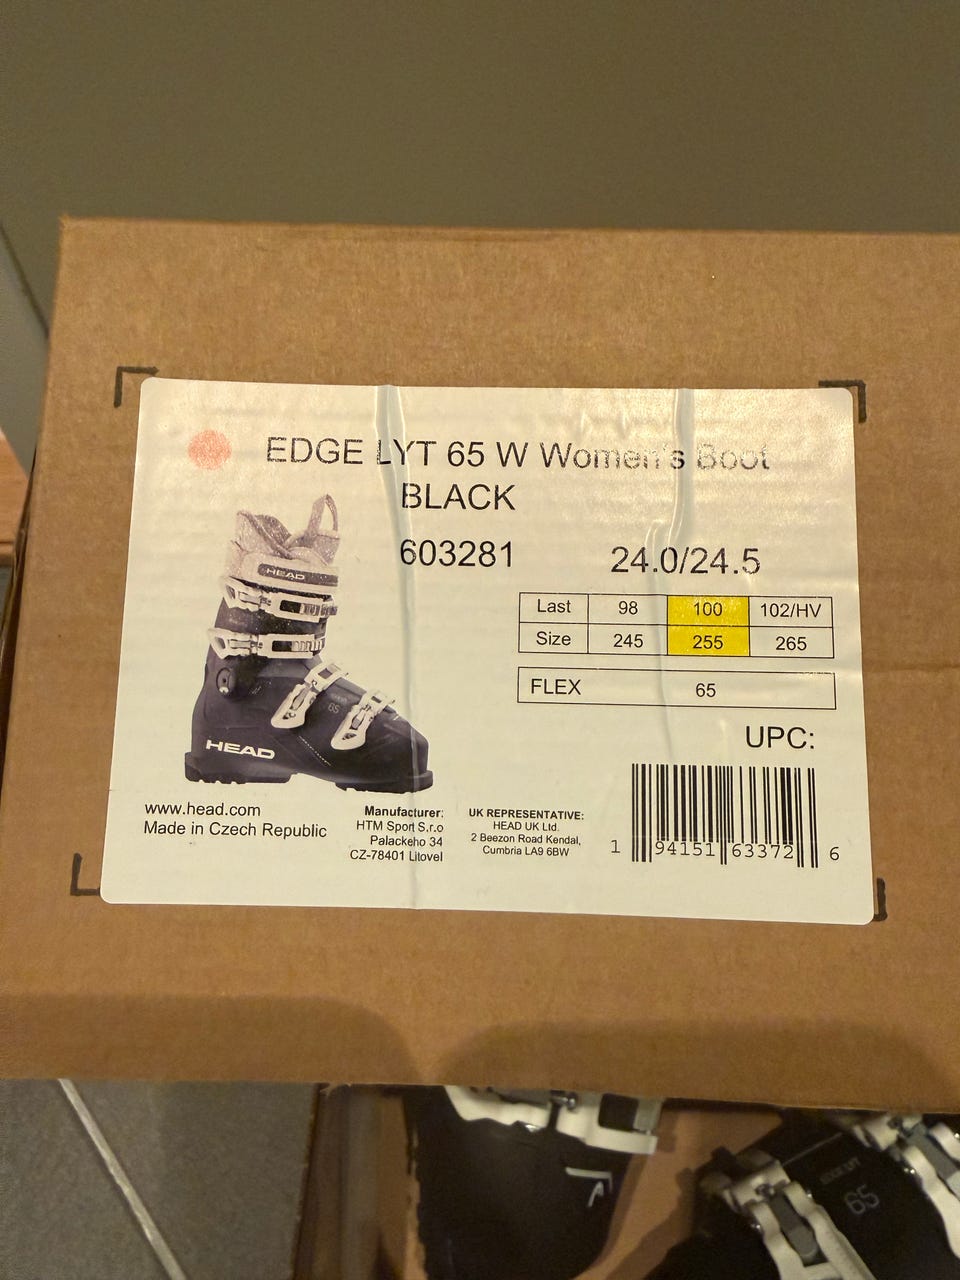 EDGE LYT 65 W Women's Boot
BLACK
603281
24.0/24.5
HEAD
65
HEAD
Last 98 100 102/HV
Size 245 255 265
FLEX 65
UPC:
www.head.com
Made in Czech Republic
Manufacturer:
HTM Sport S.r.o
Palackeho 34
CZ-78401 Litovel
UK REPRESENTATIVE:
HEAD UK Ltd.
2 Beezon Road Kendal,
Cumbria LA9 6BW
1 94151 63372 6
EDGE LYT
65